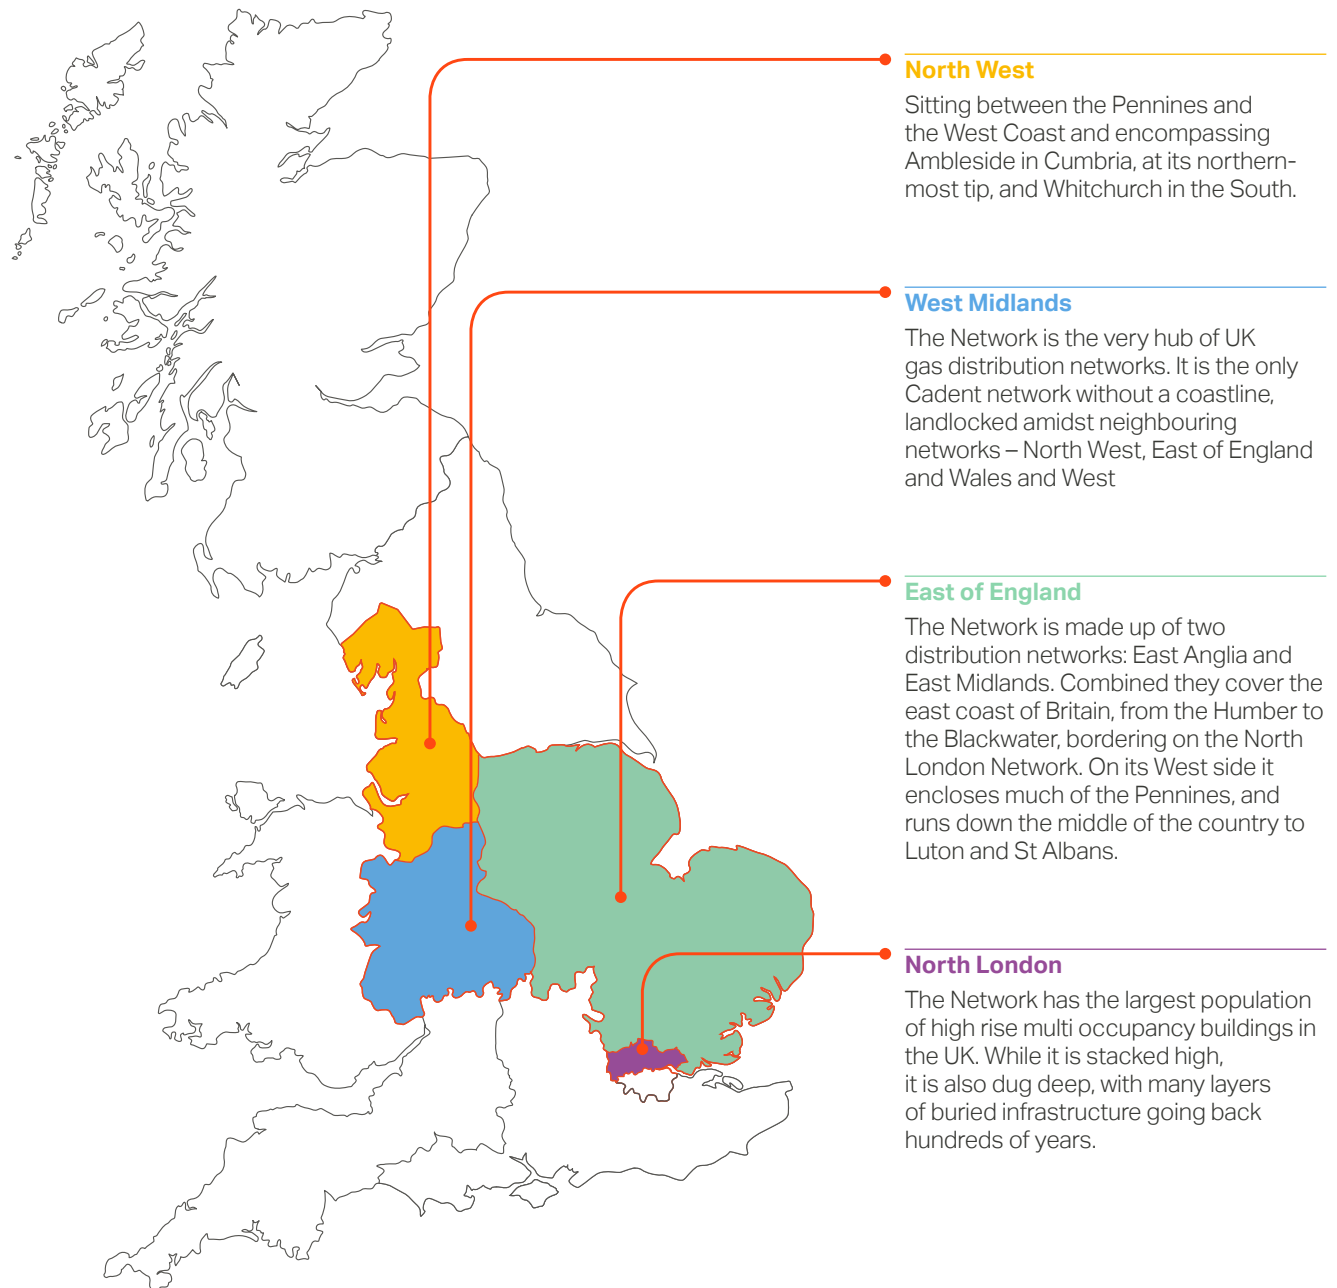 North West
Sitting between the Pennines and
the West Coast and encompassing
Ambleside in Cumbria, at its northern-
most tip, and Whitchurch in the South.
West Midlands
The Network is the very hub of UK
gas distribution networks. It is the only
Cadent network without a coastline,
landlocked amidst neighbouring
networks – North West, East of England
and Wales and West
East of England
The Network is made up of two
distribution networks: East Anglia and
East Midlands. Combined they cover the
east coast of Britain, from the Humber to
the Blackwater, bordering on the North
London Network. On its West side it
encloses much of the Pennines, and
runs down the middle of the country to
Luton and St Albans.
North London
The Network has the largest population
of high rise multi occupancy buildings in
the UK. While it is stacked high,
it is also dug deep, with many layers
of buried infrastructure going back
hundreds of years.